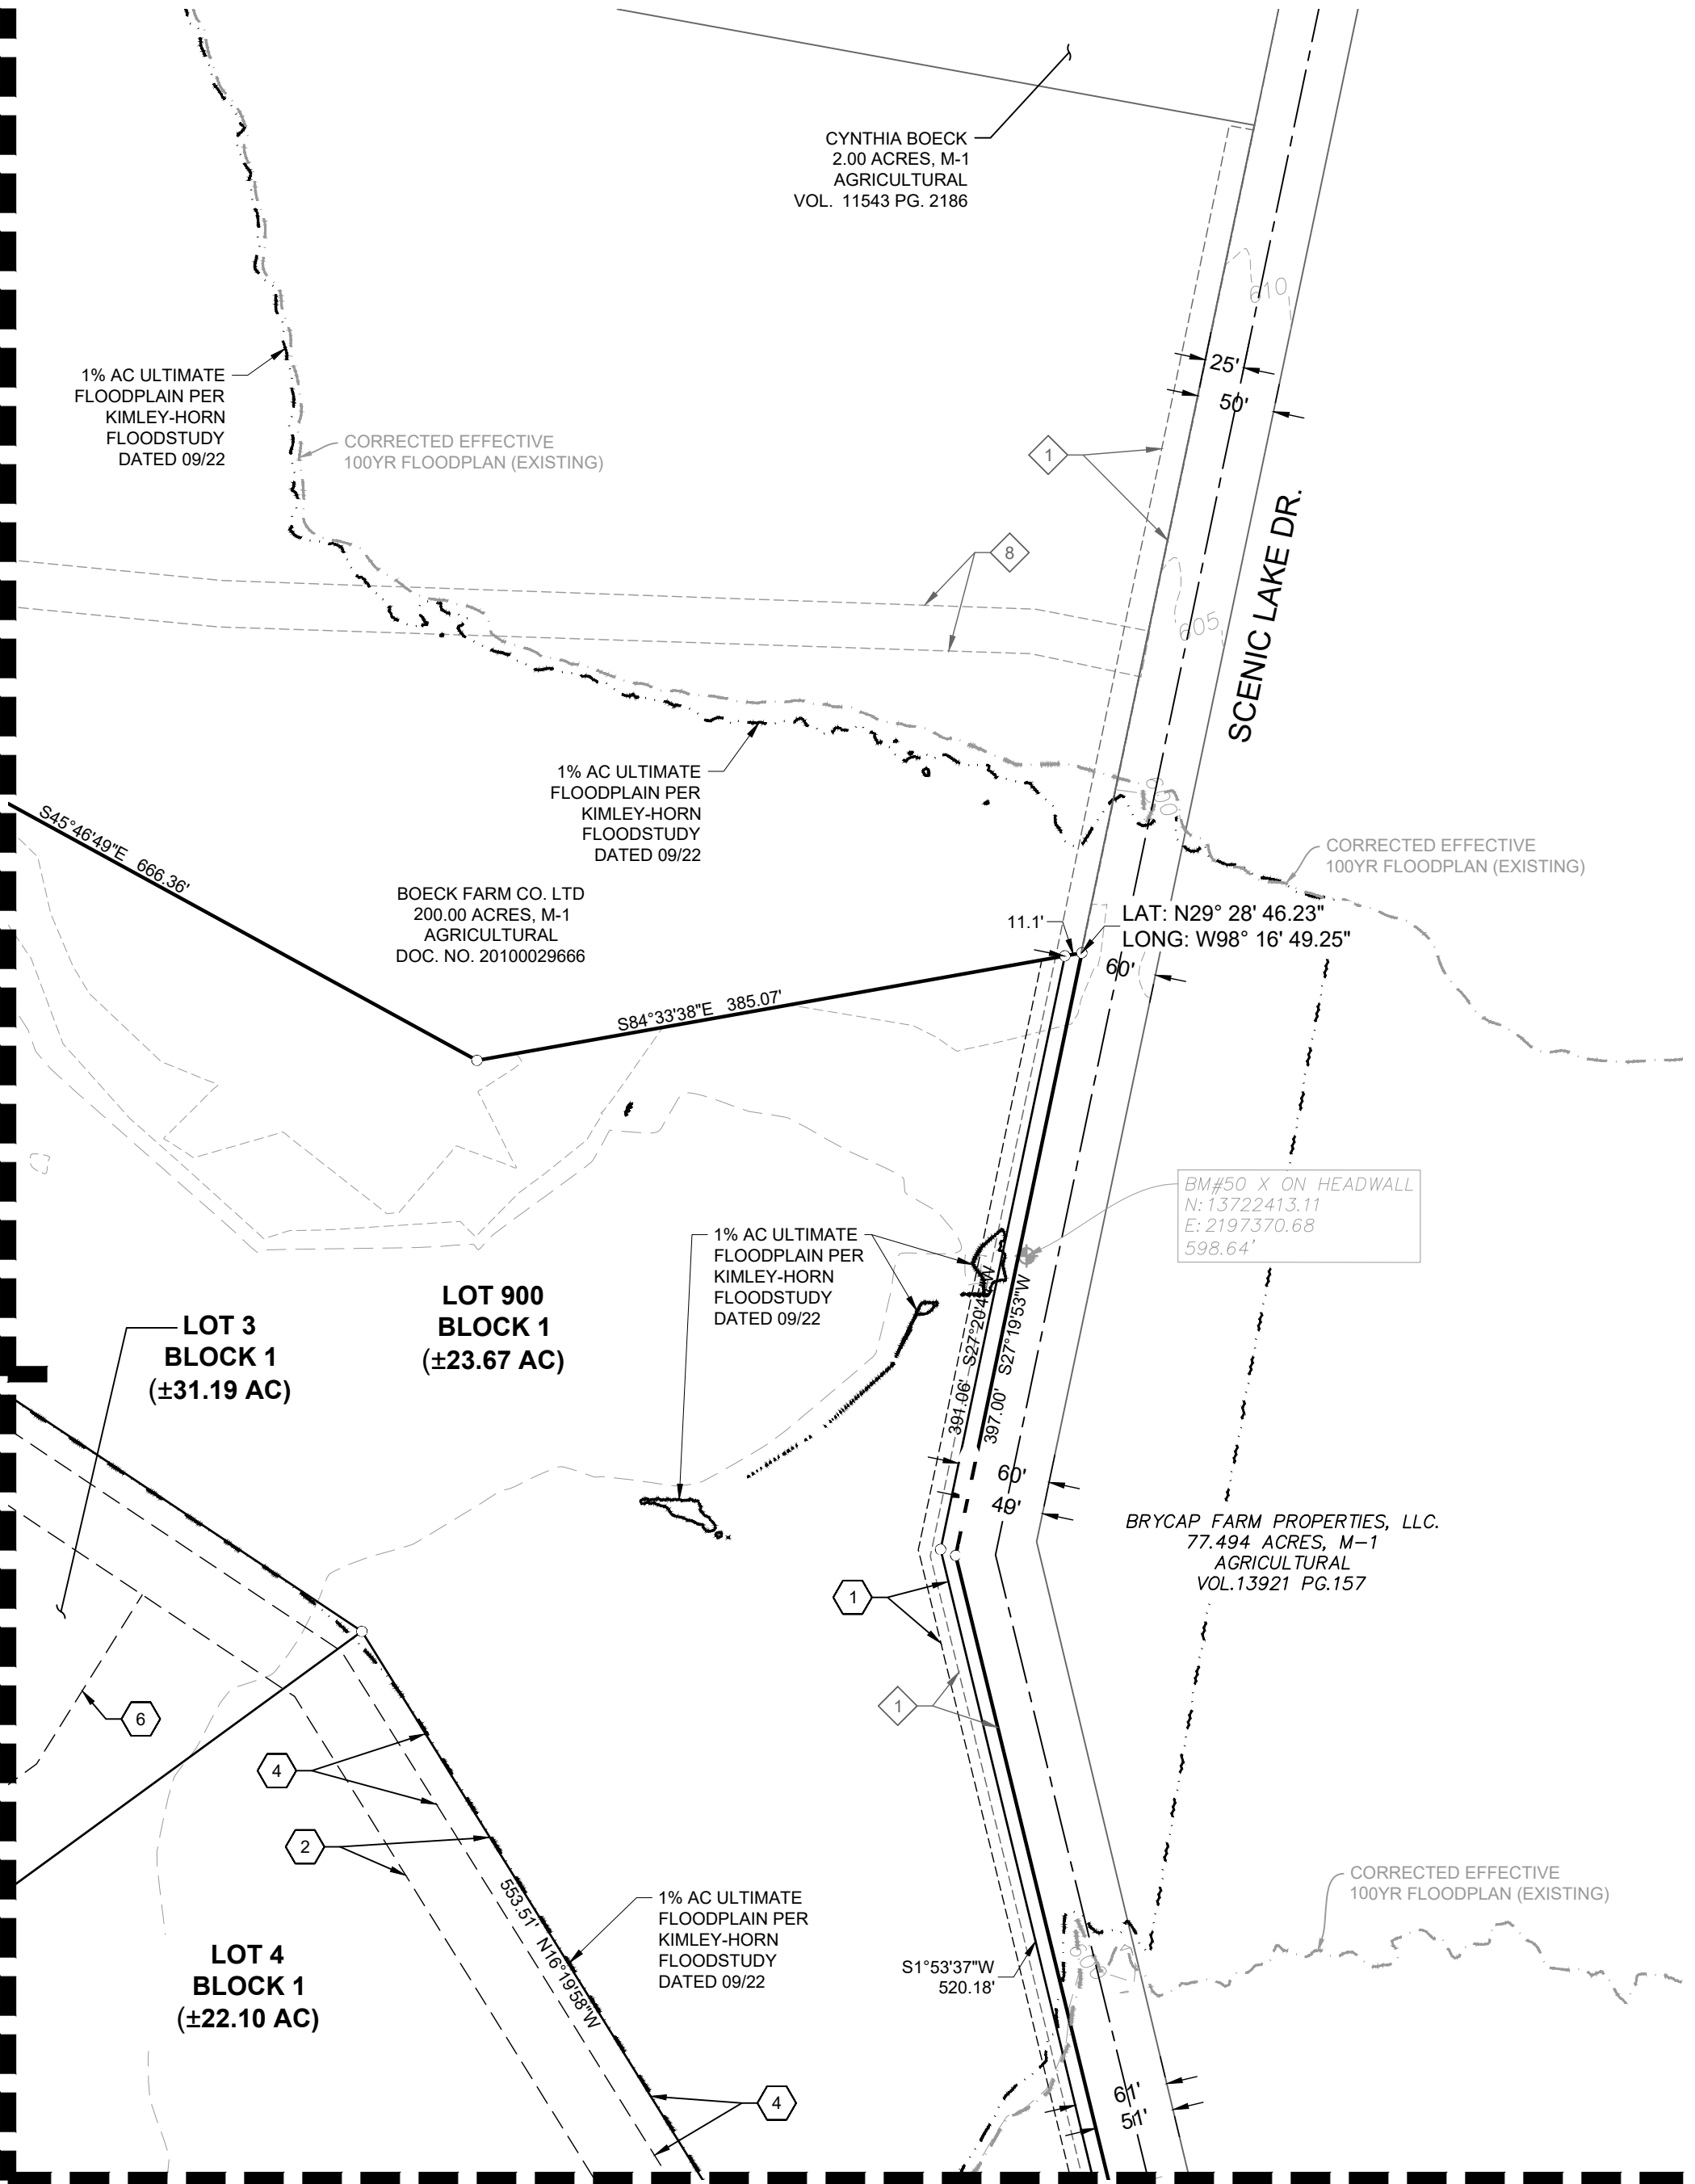 CYNTHIA BOECK
2.00 ACRES, M-1
AGRICULTURAL
VOL. 11543 PG. 2186
610
25'
50'
1% AC ULTIMATE
FLOODPLAIN PER
KIMLEY-HORN
FLOODSTUDY
DATED 09/22
CORRECTED EFFECTIVE
100YR FLOODPLAN (EXISTING)
1
8
605
SCENIC LAKE DR.
1% AC ULTIMATE
FLOODPLAIN PER
KIMLEY-HORN
FLOODSTUDY
DATED 09/22
S45°46'49"E 666.36'
CORRECTED EFFECTIVE
100YR FLOODPLAN (EXISTING)
BOECK FARM CO. LTD
200.00 ACRES, M-1
AGRICULTURAL
DOC. NO. 20100029666
11.1'
LAT: N29° 28' 46.23"
LONG: W98° 16' 49.25"
60'
S84°33'38"E 385.07'
BM#50 X ON HEADWALL
N: 13722413.11
E: 2197370.68
598.64'
1% AC ULTIMATE
FLOODPLAIN PER
KIMLEY-HORN
FLOODSTUDY
DATED 09/22
LOT 900
BLOCK 1
(±23.67 AC)
LOT 3
BLOCK 1
(±31.19 AC)
391.06'
397.00' S27°19'53"W
60'
49'
BRYCAP FARM PROPERTIES, LLC.
77.494 ACRES, M-1
AGRICULTURAL
VOL.13921 PG.157
1
1
6
4
2
553.51' N16°19'58"W
1% AC ULTIMATE
FLOODPLAIN PER
KIMLEY-HORN
FLOODSTUDY
DATED 09/22
CORRECTED EFFECTIVE
100YR FLOODPLAN (EXISTING)
LOT 4
BLOCK 1
(±22.10 AC)
S1°53'37"W
520.18'
4
61'
51'